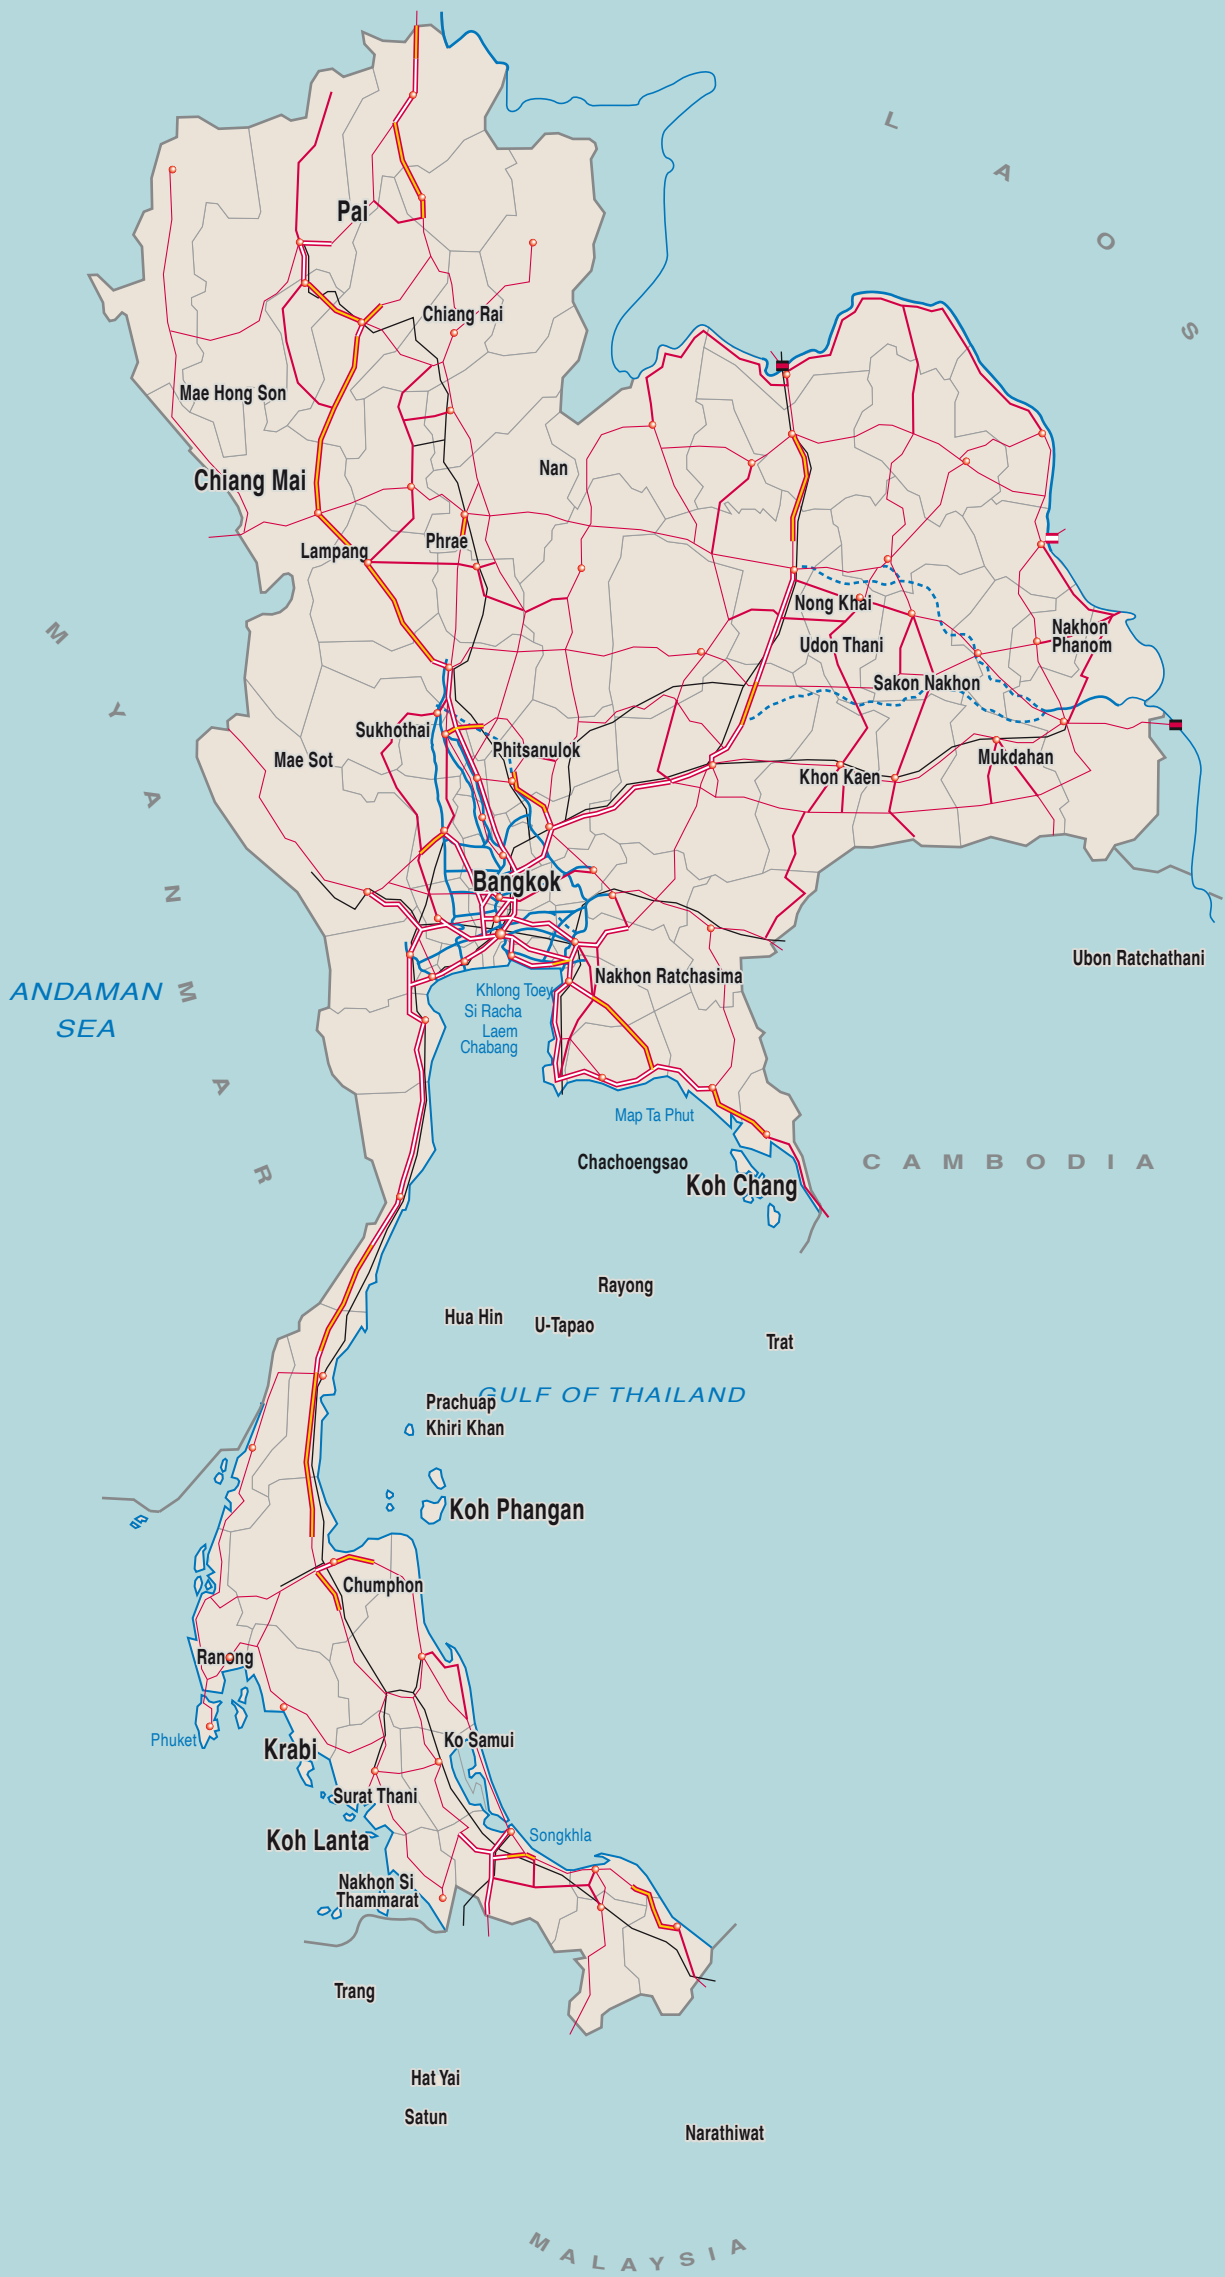 LAOS
Pai
Chiang Rai
Mae Hong Son
Nan
Chiang Mai
Phrae
Lampang
Nong Khai
Nakhon
Phanom
Udon Thani
MYANMAR
Sakon Nakhon
Sukhothai
Phitsanulok
Mae Sot
Mukdahan
Khon Kaen
Bangkok
Ubon Ratchathani
Nakhon Ratchasima
ANDAMAN
SEA
Khlong Toey
Si Racha
Laem
Chabang
Map Ta Phut
Chachoengsao
CAMBODIA
Koh Chang
Rayong
Hua Hin
U-Tapao
Trat
GULF OF THAILAND
Prachuap
Khiri Khan
Koh Phangan
Chumphon
Ranong
Phuket
Ko Samui
Krabi
Surat Thani
Songkhla
Koh Lanta
Nakhon Si
Thammarat
Trang
Hat Yai
Satun
Narathiwat
MALAYSIA